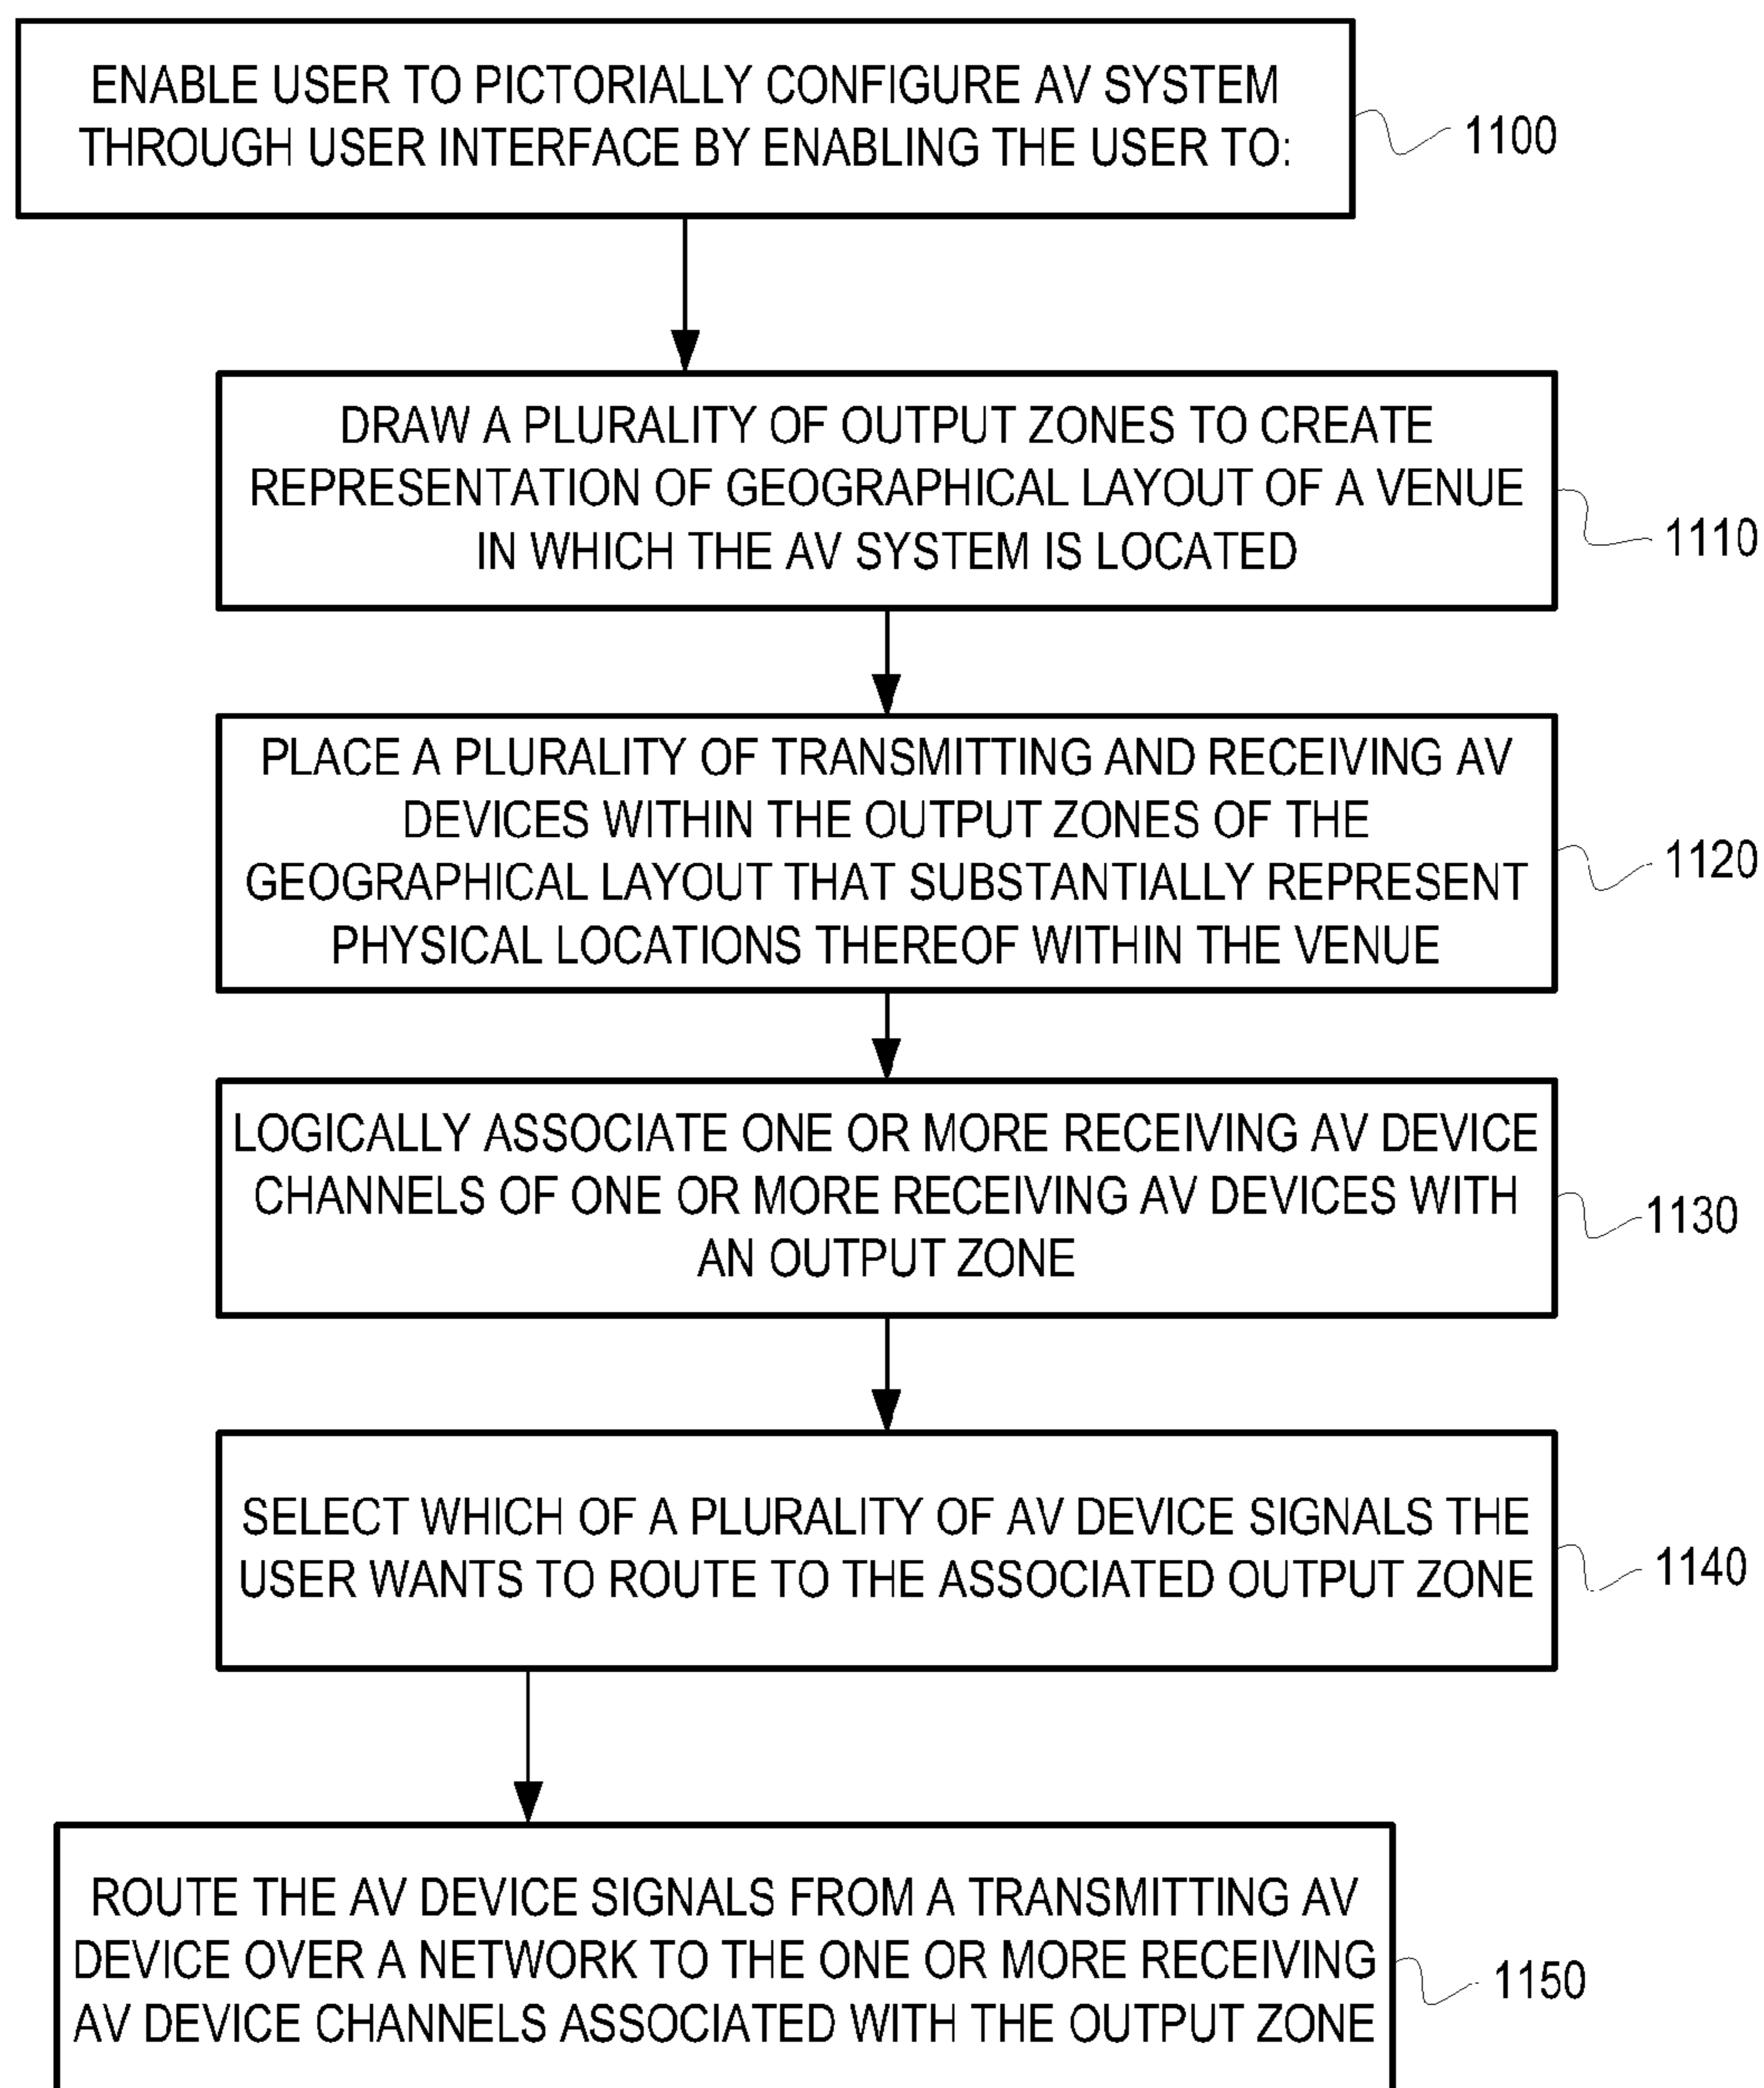 ENABLE USER TO PICTORIALLY CONFIGURE AV SYSTEM
THROUGH USER INTERFACE BY ENABLING THE USER TO:
1100
DRAW A PLURALITY OF OUTPUT ZONES TO CREATE
REPRESENTATION OF GEOGRAPHICAL LAYOUT OF A VENUE
IN WHICH THE AV SYSTEM IS LOCATED
1110
PLACE A PLURALITY OF TRANSMITTING AND RECEIVING AV
DEVICES WITHIN THE OUTPUT ZONES OF THE
GEOGRAPHICAL LAYOUT THAT SUBSTANTIALLY REPRESENT
PHYSICAL LOCATIONS THEREOF WITHIN THE VENUE
1120
LOGICALLY ASSOCIATE ONE OR MORE RECEIVING AV DEVICE
CHANNELS OF ONE OR MORE RECEIVING AV DEVICES WITH
AN OUTPUT ZONE
1130
SELECT WHICH OF A PLURALITY OF AV DEVICE SIGNALS THE
USER WANTS TO ROUTE TO THE ASSOCIATED OUTPUT ZONE
1140
ROUTE THE AV DEVICE SIGNALS FROM A TRANSMITTING AV
DEVICE OVER A NETWORK TO THE ONE OR MORE RECEIVING
AV DEVICE CHANNELS ASSOCIATED WITH THE OUTPUT ZONE
1150